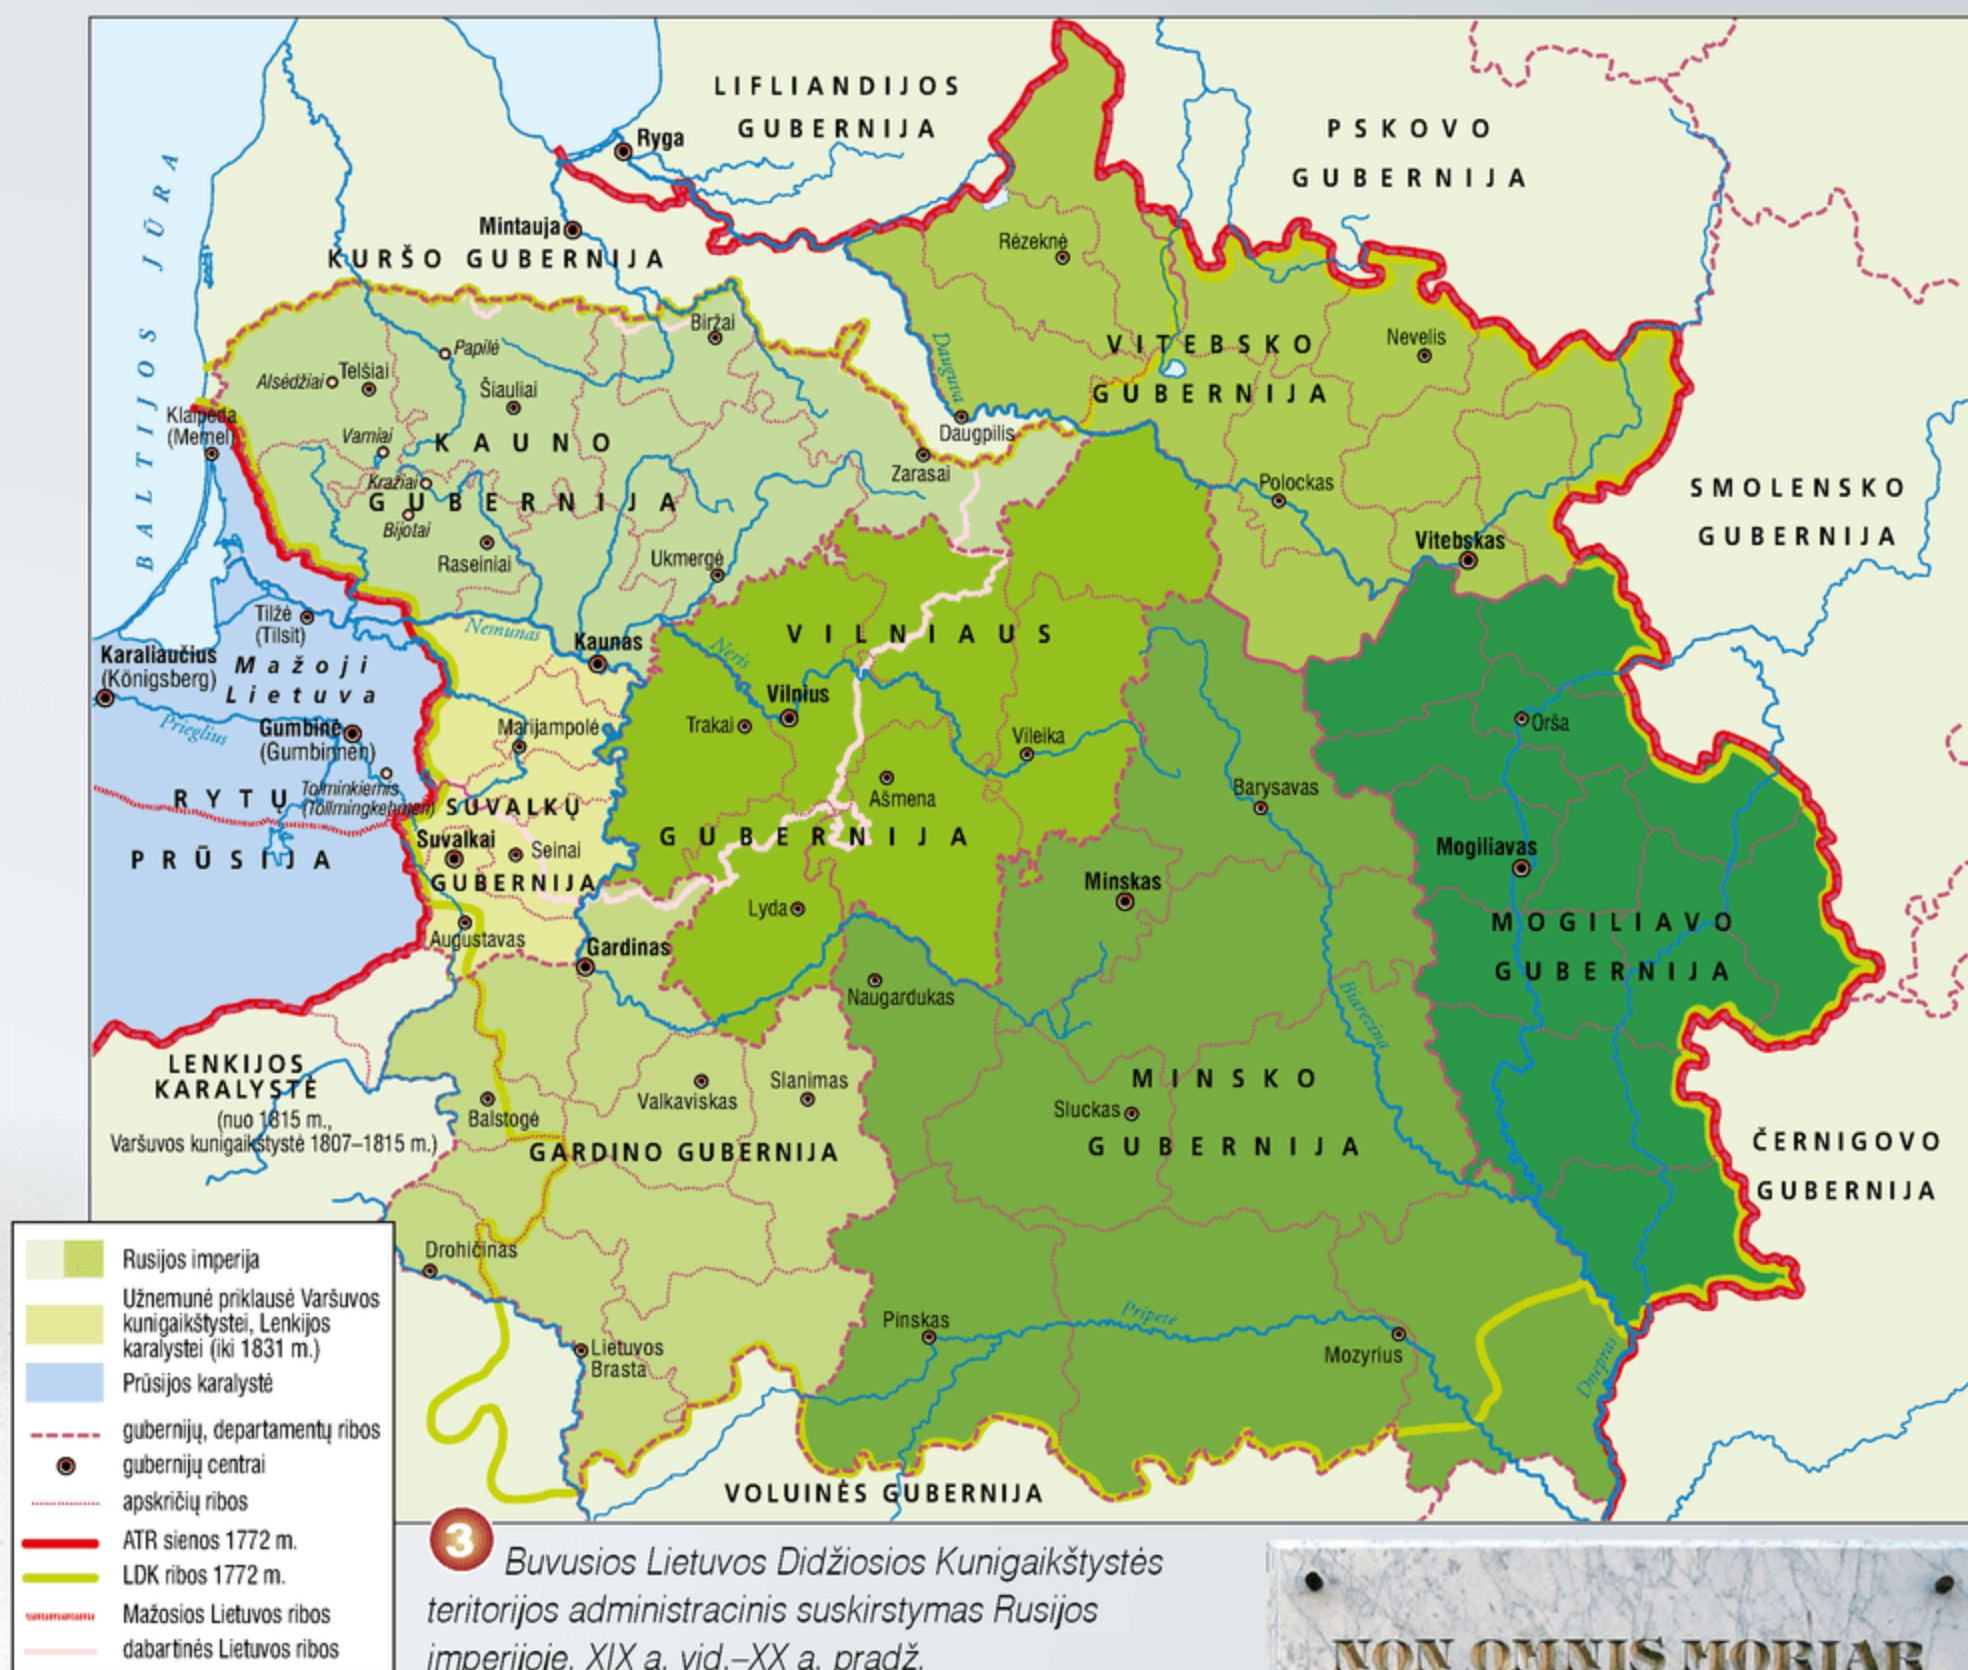 LIFLIANDIJOS
GUBERNIJA
PSKOVO
GUBERNIJA
Ryga
Mintauja
KURŠO GUBERNIJA
BALTIJOS JŪRA
Rėzeknė
Biržai
Papilė
Alsėdžiai
Telšiai
Šiauliai
Nevelis
VITEBSKO
GUBERNIJA
Dauguva
Klaipėda
(Memel)
Varniai
KAUNO
GUBERNIJA
Kražiai
Bijotai
Daugpilis
Zarasai
Raseiniai
Ukmergė
Polockas
Vitebskas
SMOLENSKO
GUBERNIJA
Tilžė
(Tilsit)
Nemunas
Kaunas
Neris
VILNIAUS
GUBERNIJA
Karaliaučius
(Königsberg)
Mažoji
Lietuva
Prieglius
Gumbinė
(Gumbinnen)
Marijampolė
Trakai
Vilnius
Vileika
Orša
Tolminkiemis
(Tollmingkehmen)
RYTŲ
PRŪSIJA
SUVALKŲ
GUBERNIJA
Suvalkai
Seinai
Ašmena
Barysavas
Mogiliavas
Minskas
Lyda
MOGILIAVO
GUBERNIJA
Augustavas
Gardinas
Naugardukas
Biarezina
LENKIJOS
KARALYSTĖ
(nuo 1815 m.,
Varšuvos kunigaikštystė 1807–1815 m.)
Balstogė
Valkaviskas
Slanimas
GARDINO GUBERNIJA
Sluckas
MINSKO
GUBERNIJA
ČERNIGOVO
GUBERNIJA
Drohičinas
Lietuvos
Brasta
Pinskas
Pripetė
Mozyrius
Dnepras
VOLUINĖS GUBERNIJA
Rusijos imperija
Užnemunė priklausė Varšuvos
kunigaikštystei, Lenkijos
karalystei (iki 1831 m.)
Prūsijos karalystė
gubernijų, departamentų ribos
gubernijų centrai
apskričių ribos
ATR sienos 1772 m.
LDK ribos 1772 m.
Mažosios Lietuvos ribos
dabartinės Lietuvos ribos
3
Buvusios Lietuvos Didžiosios Kunigaikštystės
teritorijos administracinis suskirstymas Rusijos
imperijoje. XIX a. vid.–XX a. pradž.
NON OMNIS MORIAR